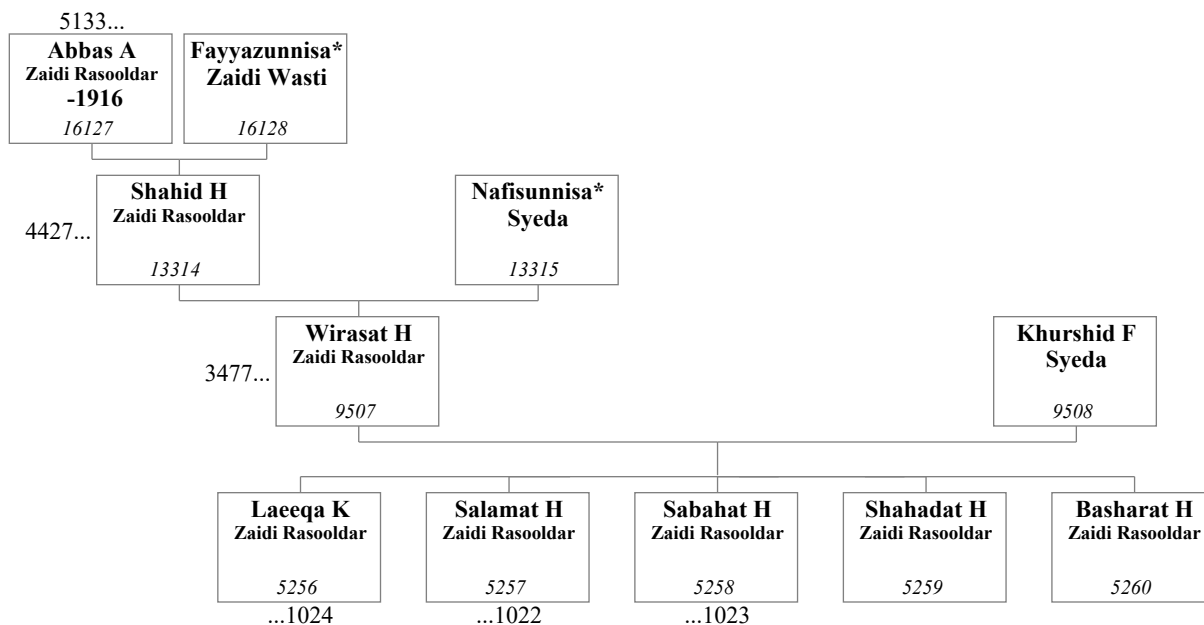 5133...
Abbas A
Zaidi Rasooldar
-1916
16127
Fayyazunnisa*
Zaidi Wasti
16128
4427...
Shahid H
Zaidi Rasooldar
13314
Nafisunnisa*
Syeda
13315
3477...
Wirasat H
Zaidi Rasooldar
9507
Khurshid F
Syeda
9508
Laeeqa K
Zaidi Rasooldar
5256
...1024
Salamat H
Zaidi Rasooldar
5257
...1022
Sabahat H
Zaidi Rasooldar
5258
...1023
Shahadat H
Zaidi Rasooldar
5259
Basharat H
Zaidi Rasooldar
5260